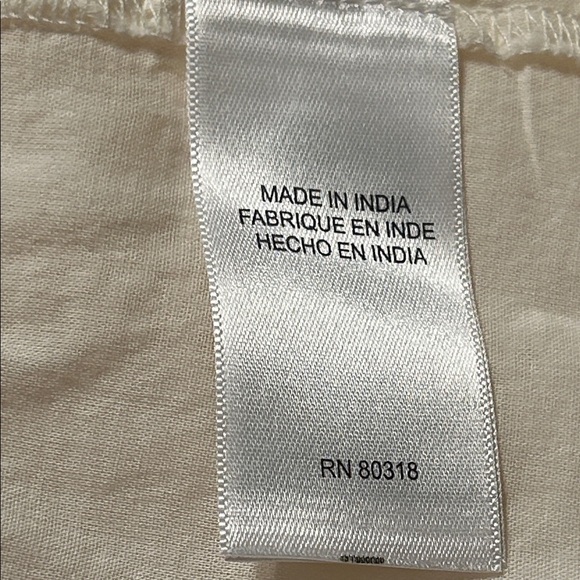 MADE IN INDIA
FABRIQUE EN INDE
HECHO EN INDIA
RN 80318